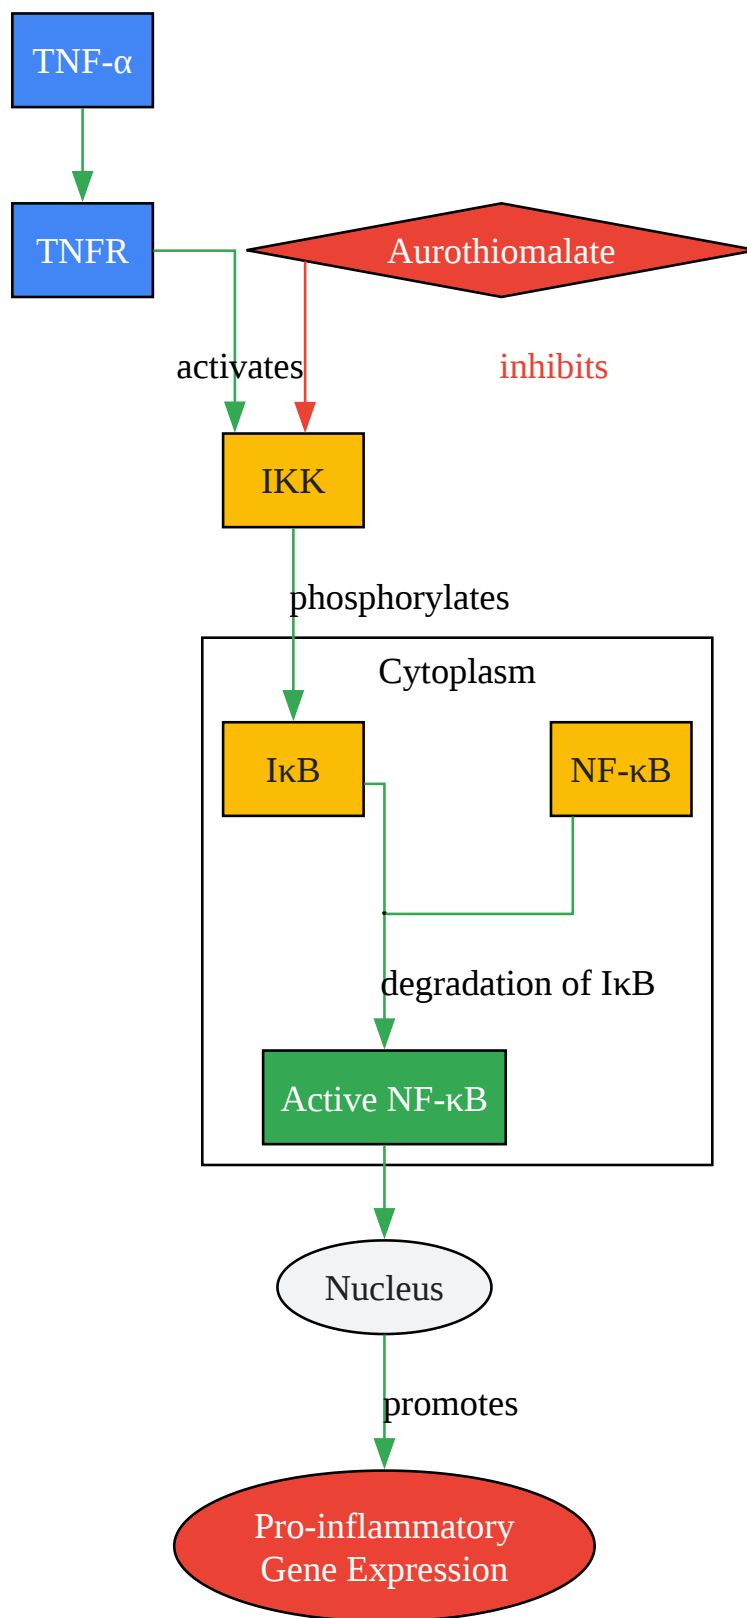 TNF-α
TNFR
Aurothiomalate
activates
inhibits
IKK
phosphorylates
Cytoplasm
IκB
NF-κB
degradation of IκB
Active NF-κB
Nucleus
promotes
Pro-inflammatory
Gene Expression